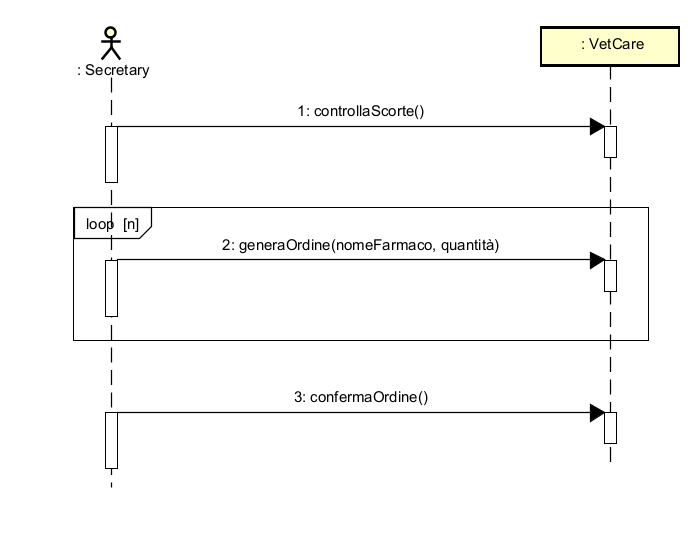 : Secretary
: VetCare
1: controllaScorte()
loop [n]
2: generaOrdine(nomeFarmaco, quantità)
3: confermaOrdine()